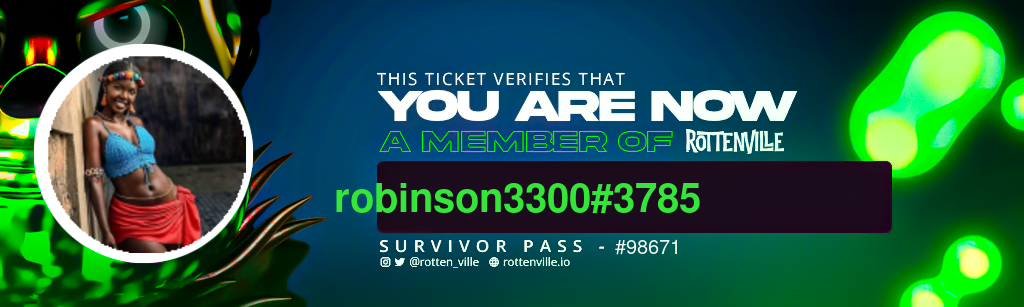 THIS TICKET VERIFIES THAT
YOU ARE NOW
A MEMBER OF ROTTENVILLE
robinson3300#3785
SURVIVOR PASS - #98671
@rotten_ville rottenville.io